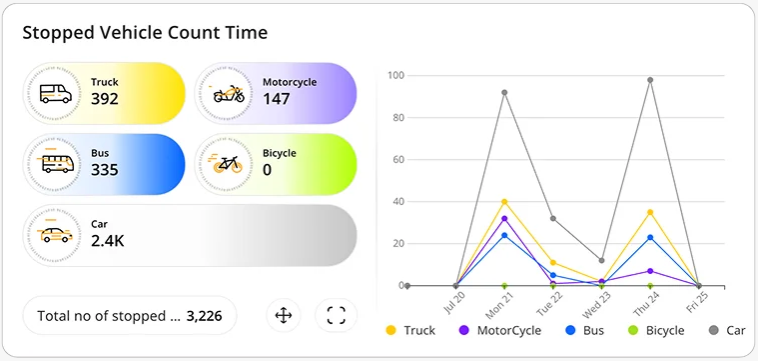 Stopped Vehicle Count Time
Truck
392
Motorcycle
147
Bus
335
Bicycle
0
Car
2.4K
Total no of stopped ... 3,226
100
80
60
40
20
0
Jul 20
Mon 21
Tue 22
Wed 23
Thu 24
Fri 25
Truck MotorCycle Bus Bicycle Car